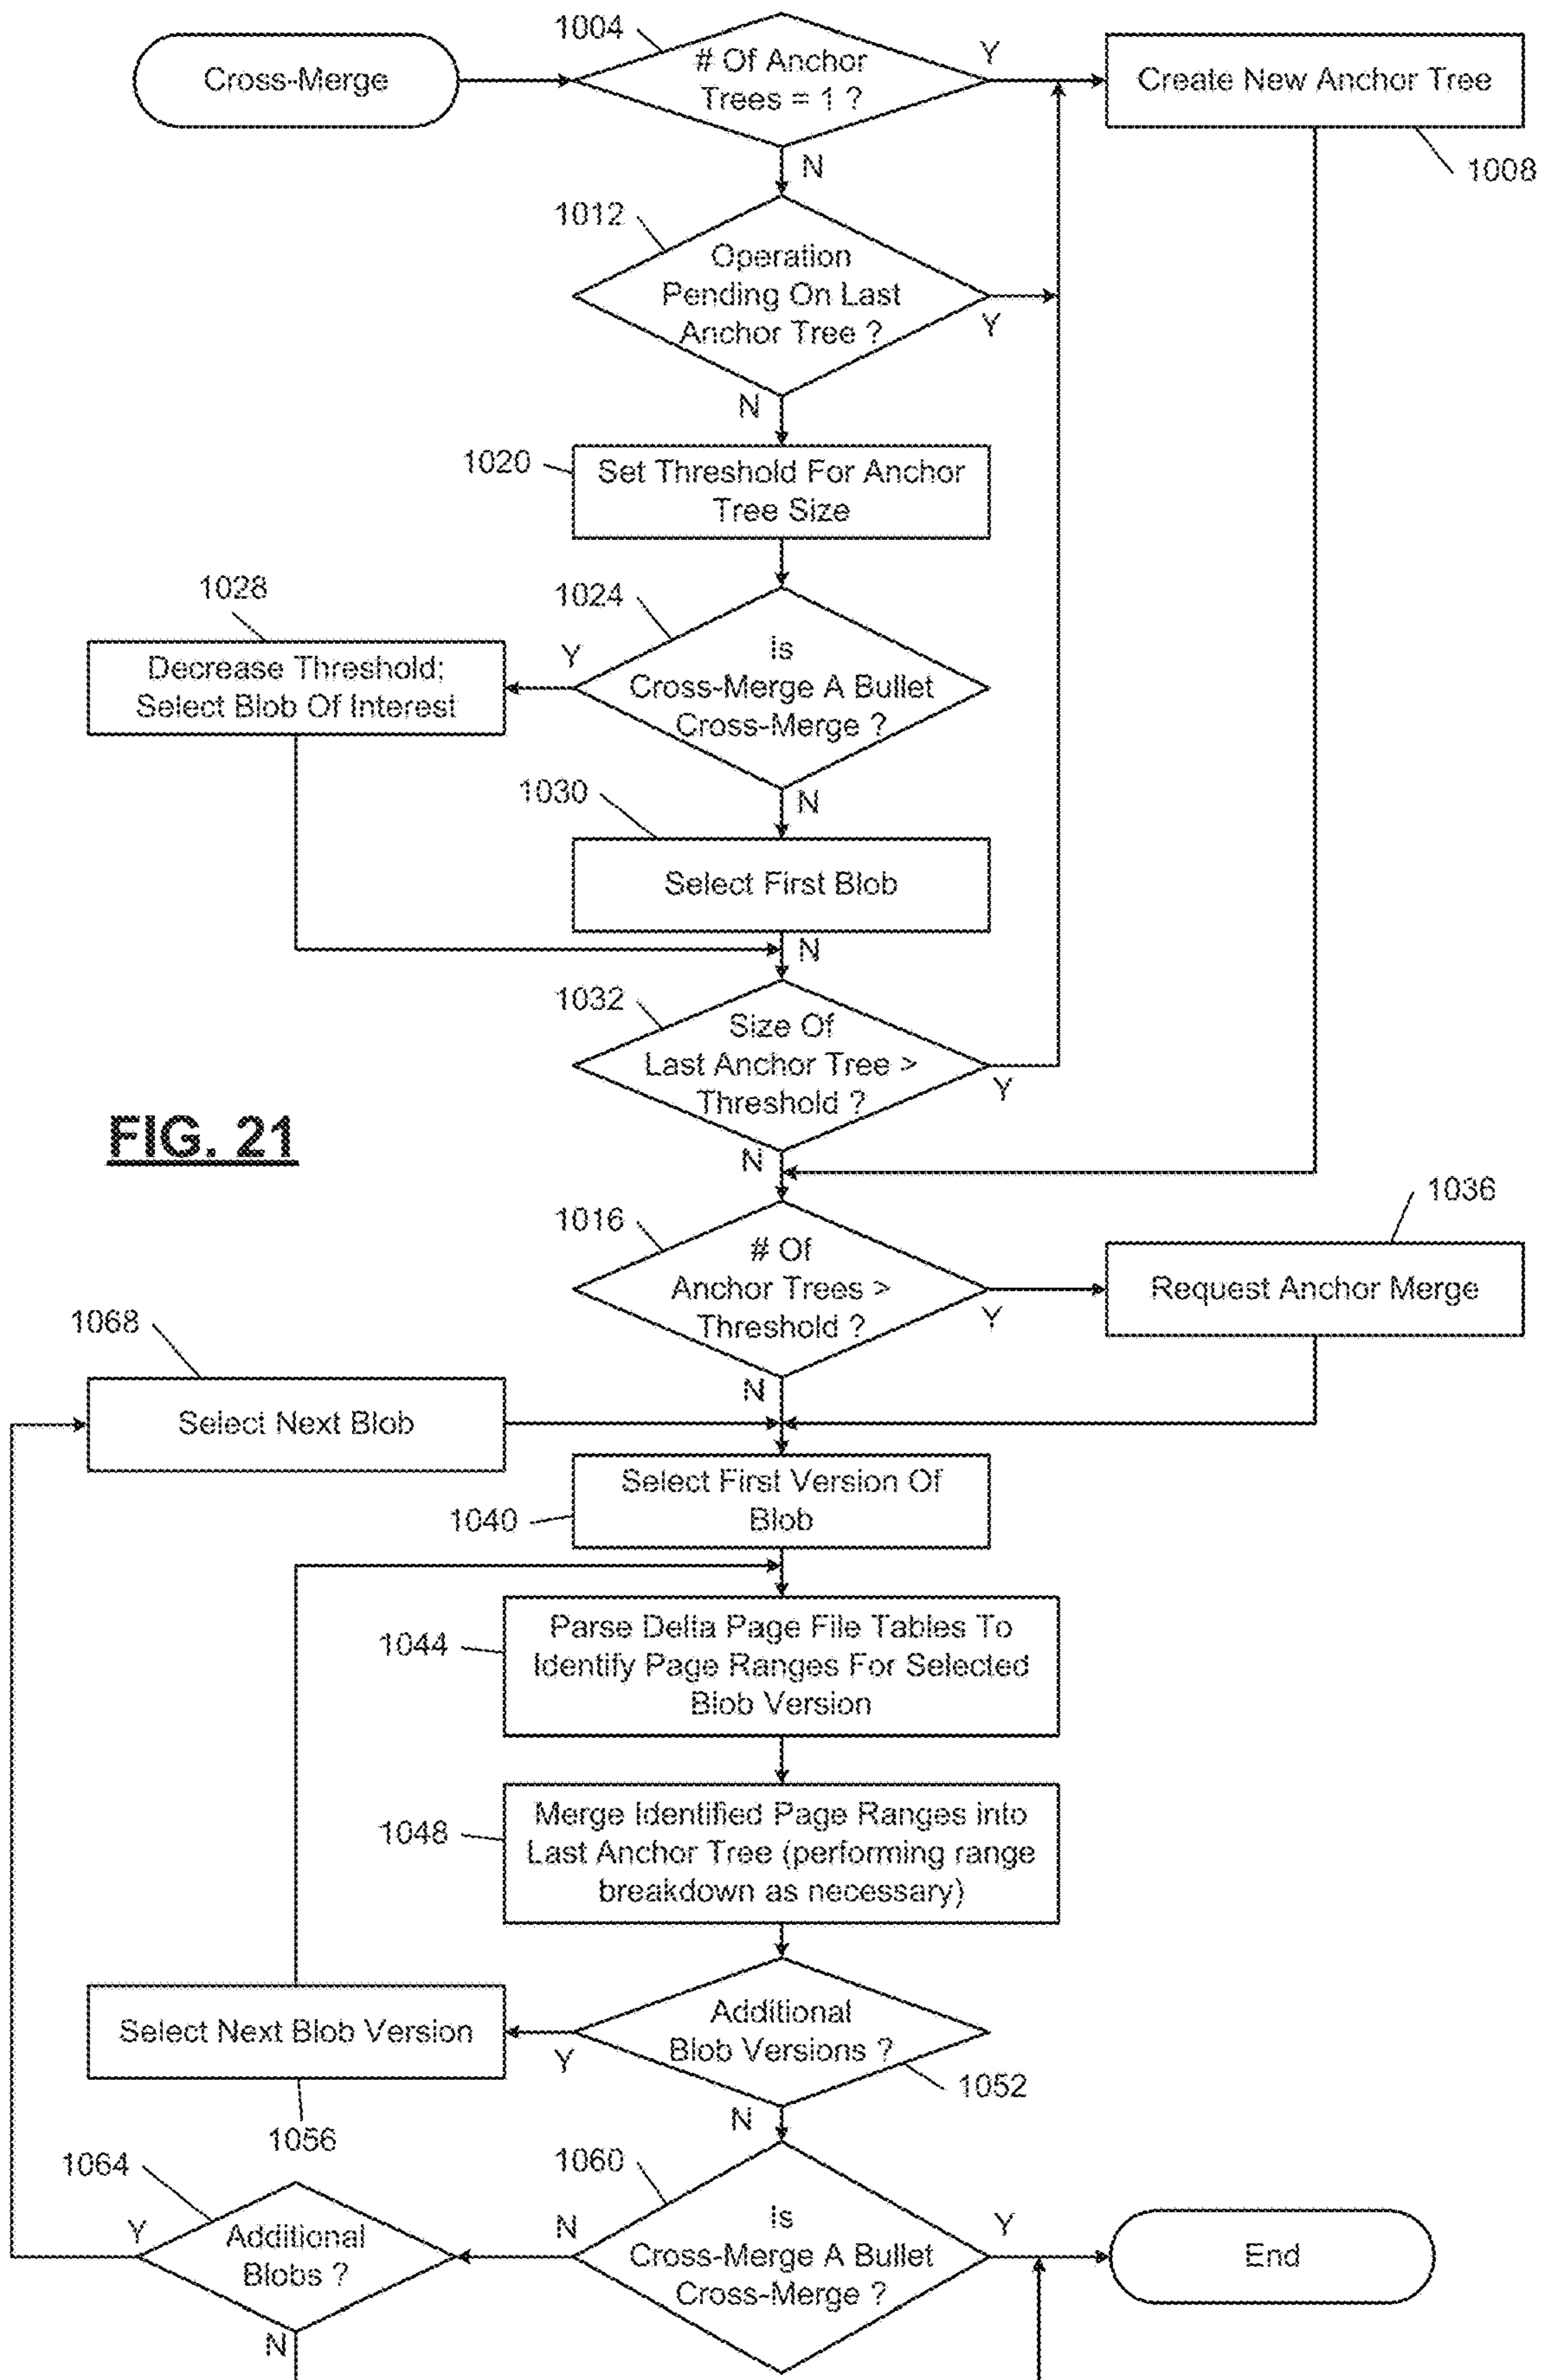 1004
Cross-Merge
# Of Anchor
Trees = 1 ?
Y
Create New Anchor Tree
1008
N
1012
Operation
Pending On Last
Anchor Tree ?
Y
N
1020
Set Threshold For Anchor
Tree Size
1028
1024
Decrease Threshold;
Select Blob Of Interest
Y
Is
Cross-Merge A Bullet
Cross-Merge ?
1030
N
Select First Blob
N
1032
Size Of
Last Anchor Tree >
Threshold ?
Y
FIG. 21
N
1036
1016
# Of
Anchor Trees >
Threshold ?
Y
Request Anchor Merge
1068
N
Select Next Blob
Select First Version Of
Blob
1040
1044
Parse Delta Page File Tables To
Identify Page Ranges For Selected
Blob Version
1048
Merge Identified Page Ranges into
Last Anchor Tree (performing range
breakdown as necessary)
Select Next Blob Version
Y
Additional
Blob Versions ?
1052
1056
N
1064
1060
Y
Additional
Blobs ?
N
Is
Cross-Merge A Bullet
Cross-Merge ?
Y
End
N